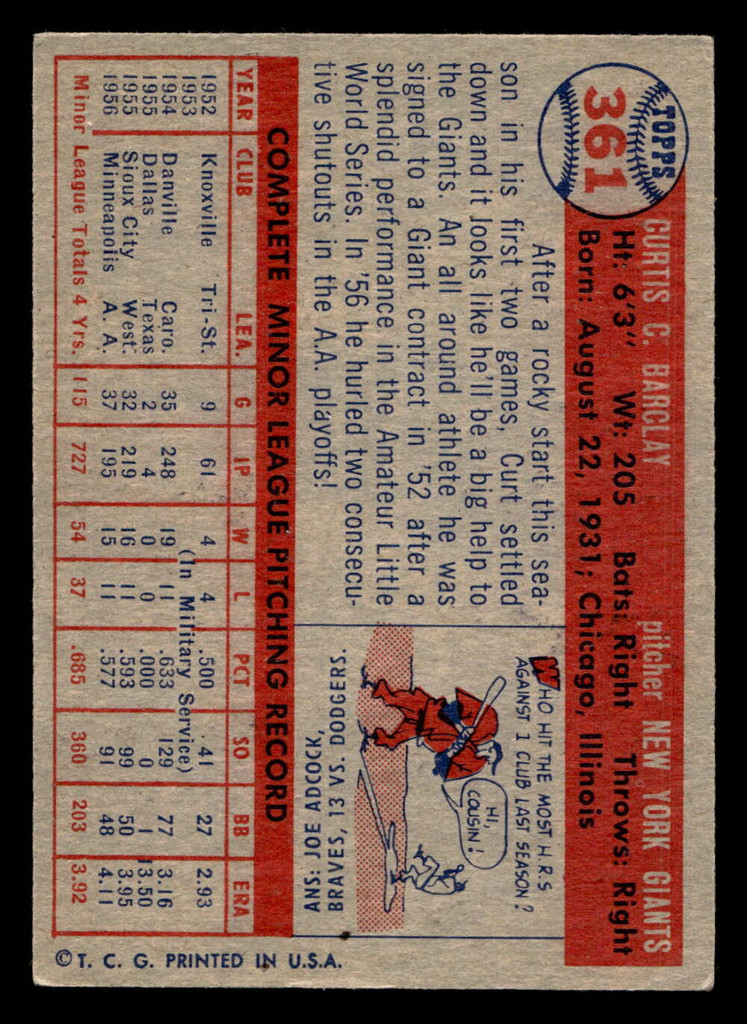 TOPPS
361
CURTIS C. BARCLAY pitcher NEW YORK GIANTS
Ht: 6'3" Wt: 205 Bats: Right Throws: Right
Born: August 22, 1931; Chicago, Illinois
After a rocky start this sea-
son in his first two games, Curt settled
down and it looks like he'll be a big help to
the Giants. An all around athlete he was
signed to a Giant contract in '52 after a
splendid performance in the Amateur Little
World Series. In '56 he hurled two consecu-
tive shutouts in the A.A. playoffs!
WHO HIT THE MOST H.R.S
AGAINST 1 CLUB LAST SEASON?
HI,
COUSIN!
ANS: JOE ADCOCK,
BRAVES, 13 VS. DODGERS.
COMPLETE MINOR LEAGUE PITCHING RECORD
YEAR CLUB LEA. G IP W L PCT SO BB ERA
1952 Knoxville Tri-St. 9 61 4 4 .500 41 27 2.93
1953 (In Military Service)
1954 Danville Caro. 35 248 19 11 .633 129 77 3.16
1955 Dallas Texas 2 4 0 0 .000 0 1 13.50
1955 Sioux City West. 32 219 16 11 .593 99 50 3.95
1956 Minneapolis A. A. 37 195 15 11 .577 91 48 4.11
Minor League Totals 4 Yrs. 115 727 54 37 .685 360 203 3.92
© T. C. G. PRINTED IN U.S.A.